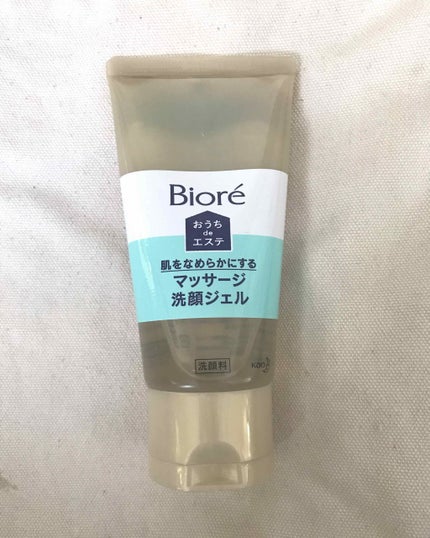 Bioré
おうち
de
エステ
肌をなめらかにする
マッサージ
洗顔ジェル
洗顔料
Kao